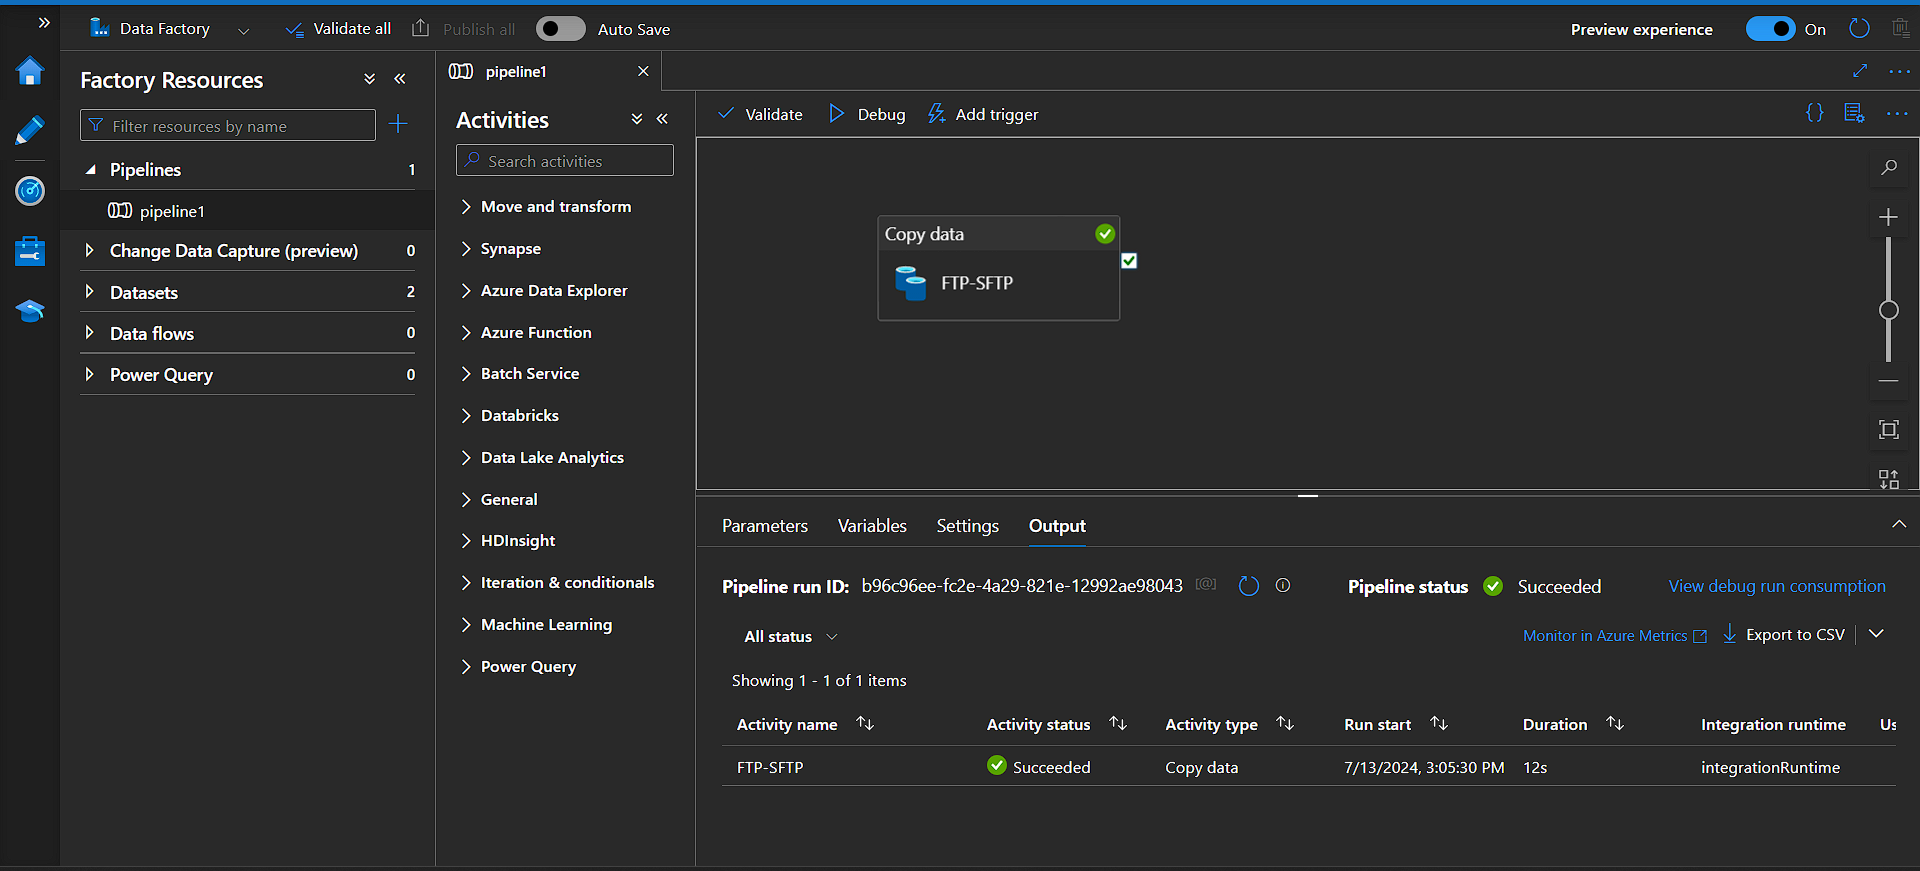 Data Factory
Validate all
Publish all
Auto Save
Preview experience
On
Factory Resources
Filter resources by name
Pipelines 1
pipeline1
Change Data Capture (preview) 0
Datasets 2
Data flows 0
Power Query 0
pipeline1
Activities
Search activities
Move and transform
Synapse
Azure Data Explorer
Azure Function
Batch Service
Databricks
Data Lake Analytics
General
HDInsight
Iteration & conditionals
Machine Learning
Power Query
Validate Debug Add trigger
Copy data
FTP-SFTP
Parameters Variables Settings Output
Pipeline run ID: b96c96ee-fc2e-4a29-821e-12992ae98043 [@] Pipeline status Succeeded View debug run consumption
All status Monitor in Azure Metrics Export to CSV
Showing 1 - 1 of 1 items
Activity name Activity status Activity type Run start Duration Integration runtime Us
FTP-SFTP Succeeded Copy data 7/13/2024, 3:05:30 PM 12s integrationRuntime